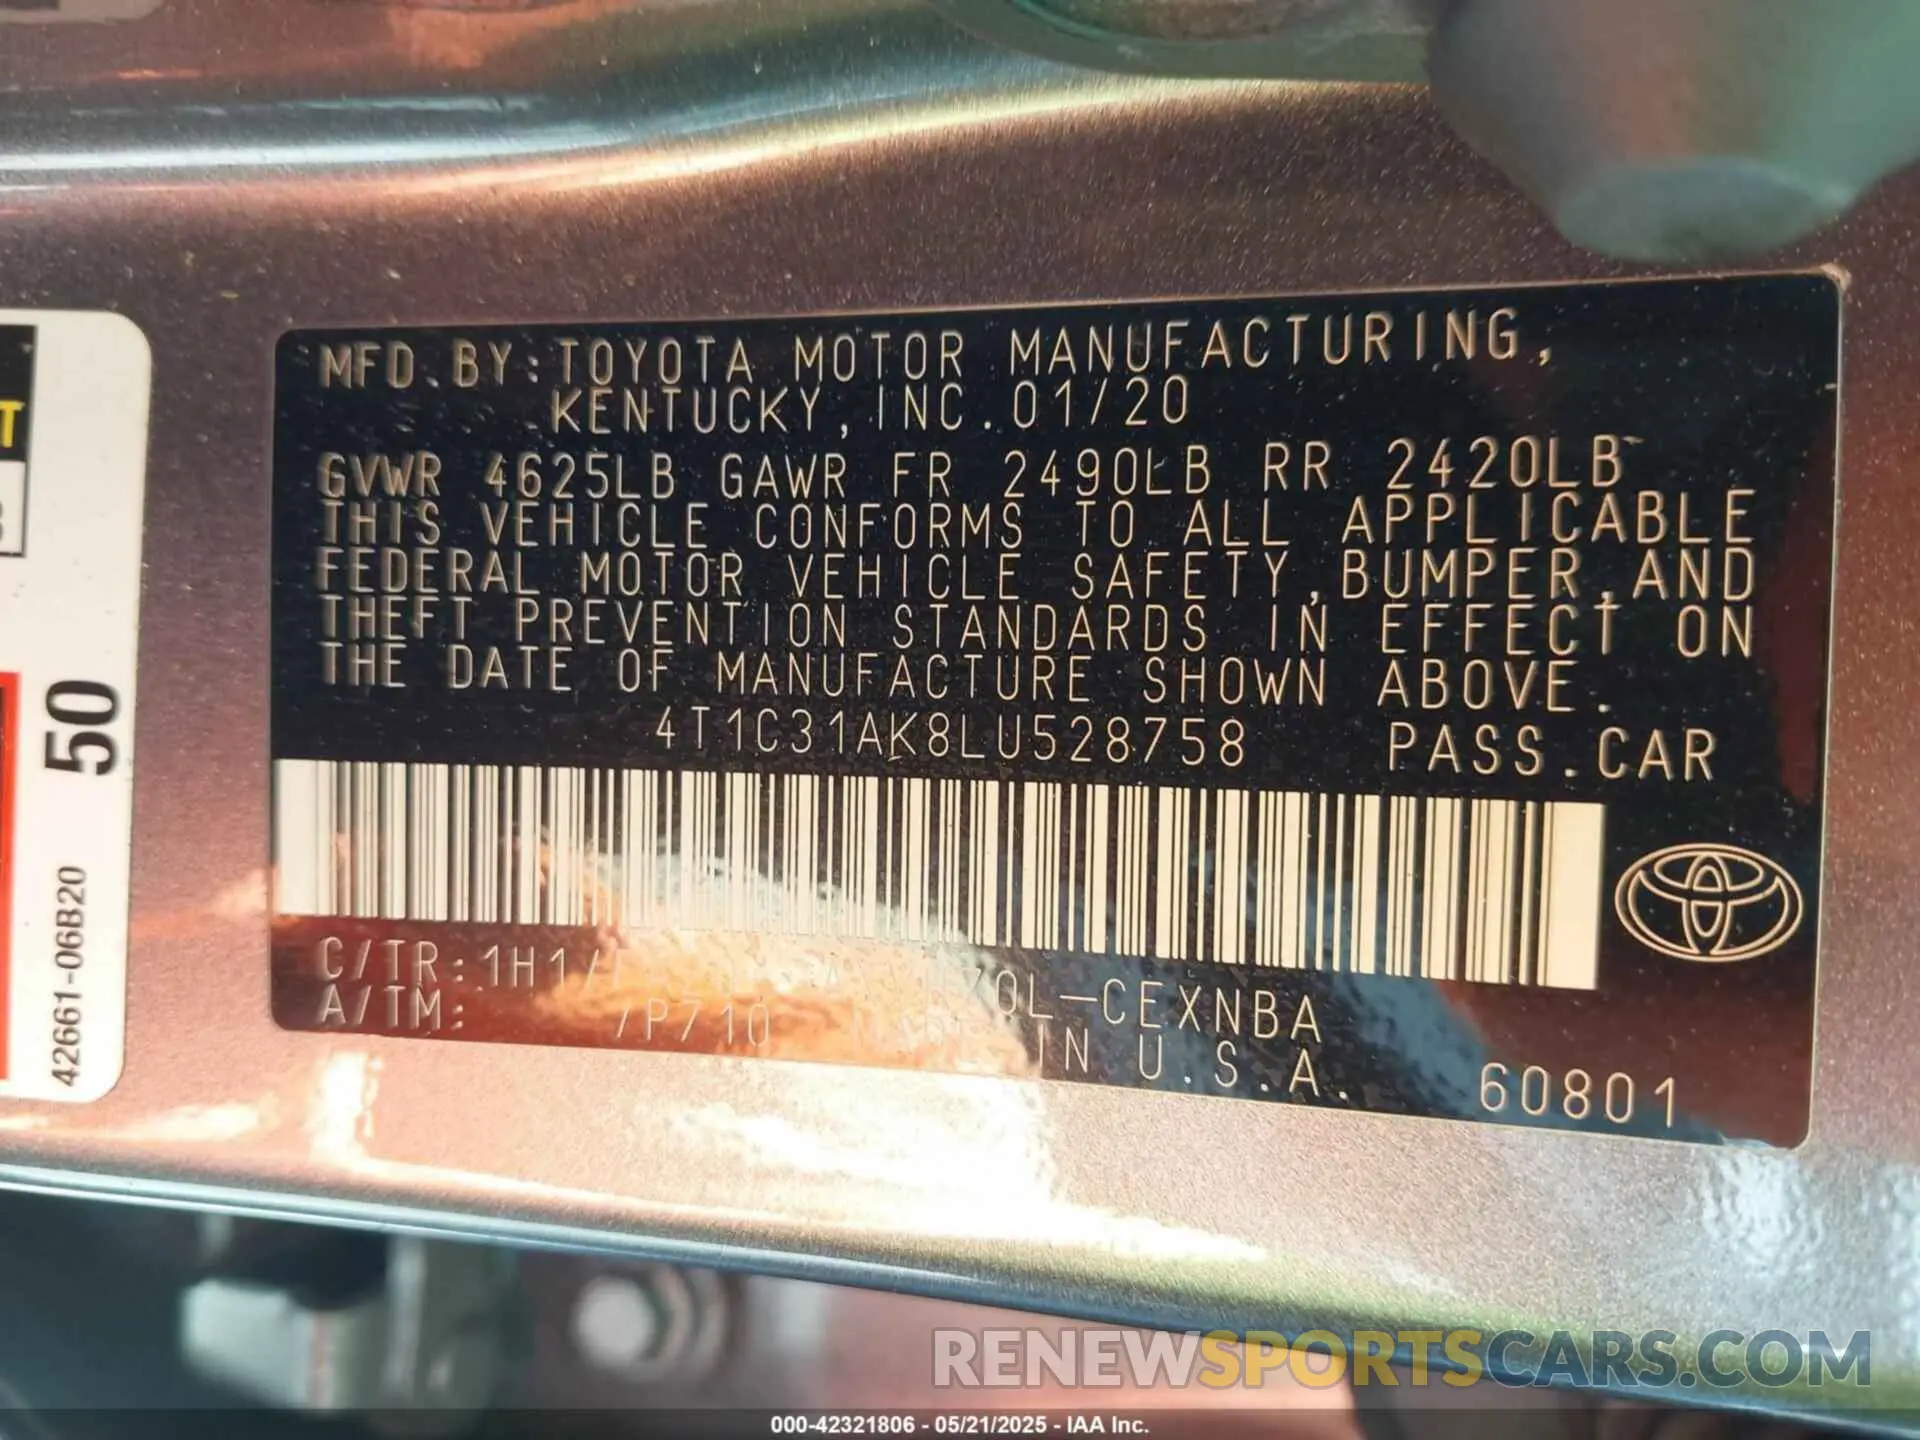 MFD. BY: TOYOTA MOTOR MANUFACTURING,
KENTUCKY, INC. 01/20
GVWR 4625LB GAWR FR 2490LB RR 2420LB
THIS VEHICLE CONFORMS TO ALL APPLICABLE
FEDERAL MOTOR VEHICLE SAFETY, BUMPER, AND
THEFT PREVENTION STANDARDS IN EFFECT ON
THE DATE OF MANUFACTURE SHOWN ABOVE.
4T1C31AK8LU528758 PASS. CAR
C/TR: CEXNBA
A/TM: /P710 IN U.S.A. 60801
50
42661-06B20
RENEWSPORTSCARS.COM
000-42321806 - 05/21/2025 - IAA Inc.